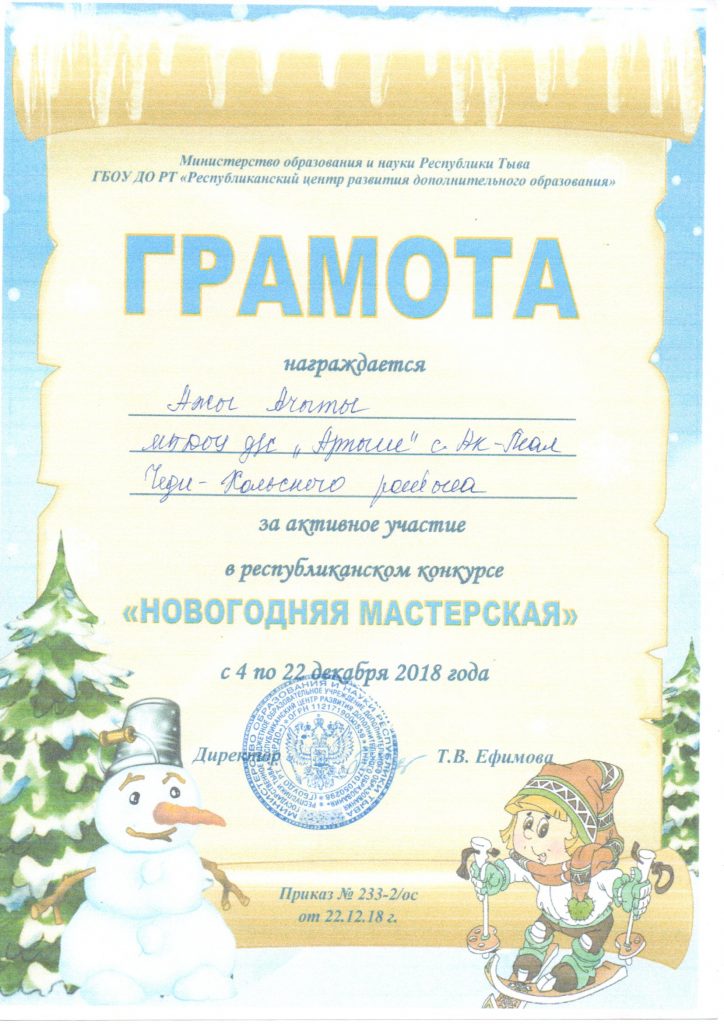 Министерство образования и науки Республики Тыва
ГБОУ ДО РТ «Республиканский центр развития дополнительного образования»
ГРАМОТА
награждается
Ажы Ачыты
МБДОУ д/с „Артыш" с. Ак-Тал
Чеди-Хольского
за активное участие
в республиканском конкурсе
«НОВОГОДНЯЯ МАСТЕРСКАЯ»
с 4 по 22 декабря 2018 года
Директор Т.В. Ефимова
Приказ № 233-2/ос
от 22.12.18 г.